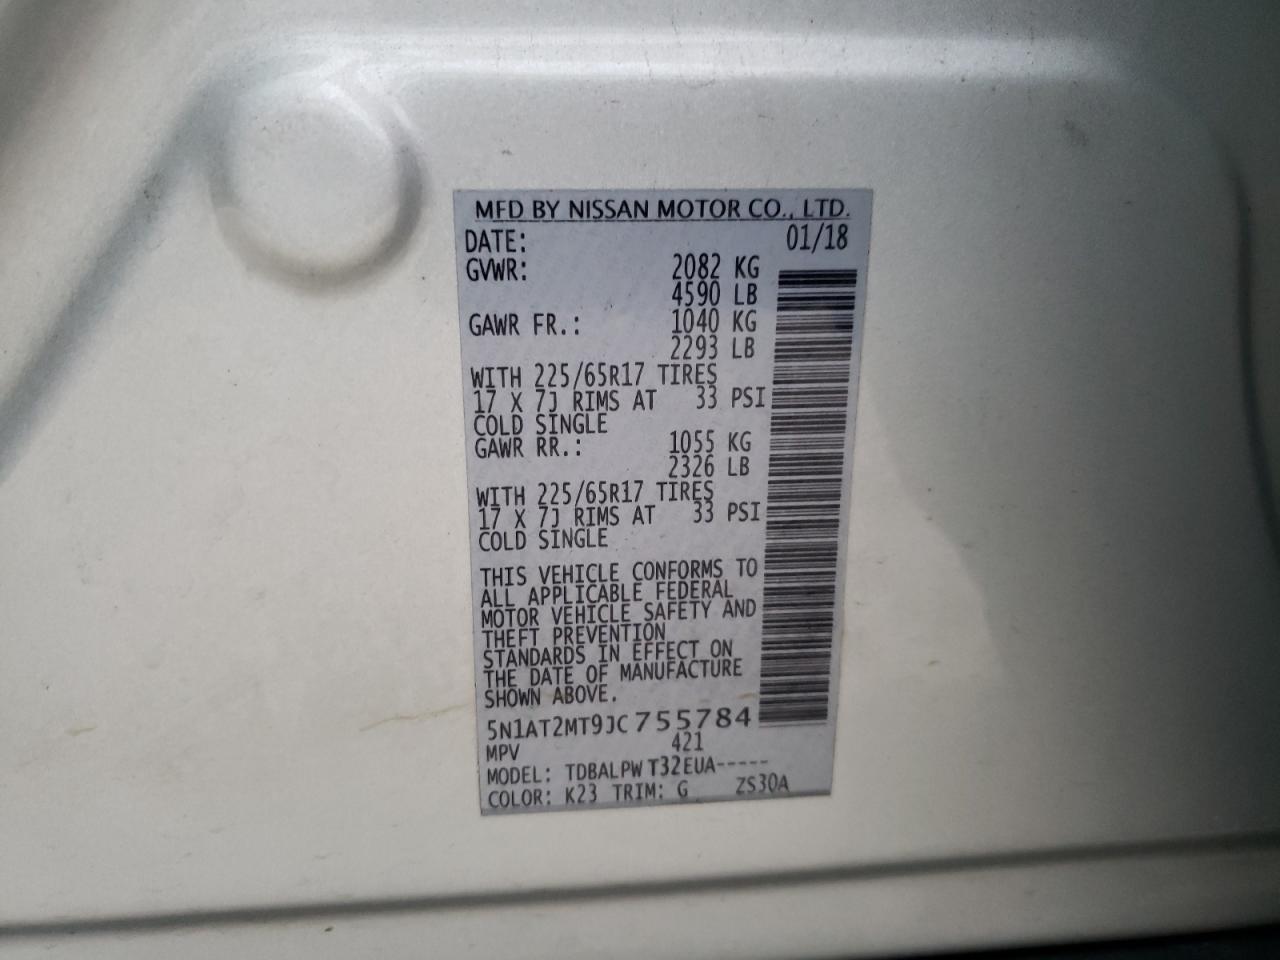 MFD BY NISSAN MOTOR CO., LTD.
DATE: 01/18
GVWR: 2082 KG
4590 LB
GAWR FR.: 1040 KG
2293 LB
WITH 225/65R17 TIRES
17 X 7J RIMS AT 33 PSI
COLD SINGLE
GAWR RR.: 1055 KG
2326 LB
WITH 225/65R17 TIRES
17 X 7J RIMS AT 33 PSI
COLD SINGLE
THIS VEHICLE CONFORMS TO
ALL APPLICABLE FEDERAL
MOTOR VEHICLE SAFETY AND
THEFT PREVENTION
STANDARDS IN EFFECT ON
THE DATE OF MANUFACTURE
SHOWN ABOVE.
5N1AT2MT9JC755784
MPV 421
MODEL: TDBALPW T32EUA-----
COLOR: K23 TRIM: G ZS30A